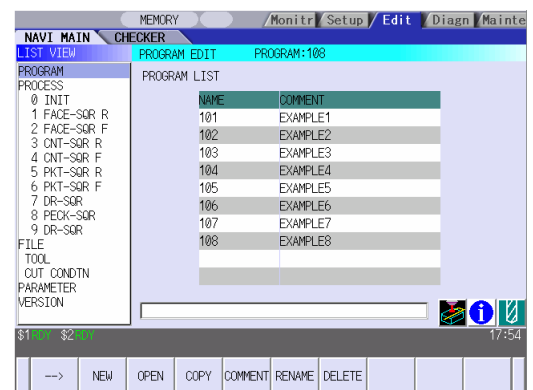 MEMORY Monitr Setup Edit Diagn Mainte
NAVI MAIN CHECKER
LIST VIEW PROGRAM EDIT PROGRAM:108
PROGRAM
PROCESS
0 INIT
1 FACE-SQR R
2 FACE-SQR F
3 CNT-SQR R
4 CNT-SQR F
5 PKT-SQR R
6 PKT-SQR F
7 DR-SQR
8 PECK-SQR
9 DR-SQR
FILE
TOOL
CUT CONDTN
PARAMETER
VERSION
PROGRAM LIST
NAME COMMENT
101 EXAMPLE1
102 EXAMPLE2
103 EXAMPLE3
104 EXAMPLE4
105 EXAMPLE5
106 EXAMPLE6
107 EXAMPLE7
108 EXAMPLE8
$1RDY $2RDY 17:54
--> NEW OPEN COPY COMMENT RENAME DELETE